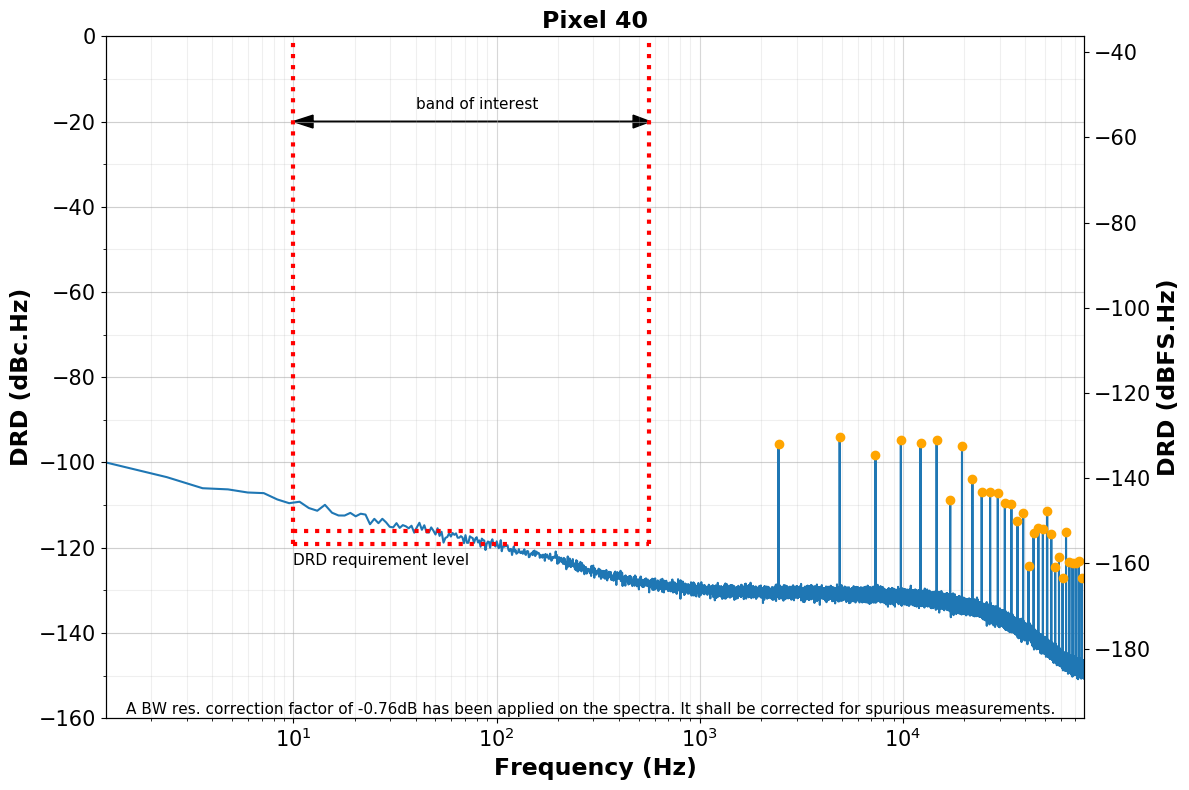 Pixel 40
0
−20
−40
−60
−80
−100
−120
−140
−160
DRD (dBc.Hz)
−40
−60
−80
−100
−120
−140
−160
−180
DRD (dBFS.Hz)
band of interest
DRD requirement level
A BW res. correction factor of -0.76dB has been applied on the spectra. It shall be corrected for spurious measurements.
10¹ 10² 10³ 10⁴
Frequency (Hz)